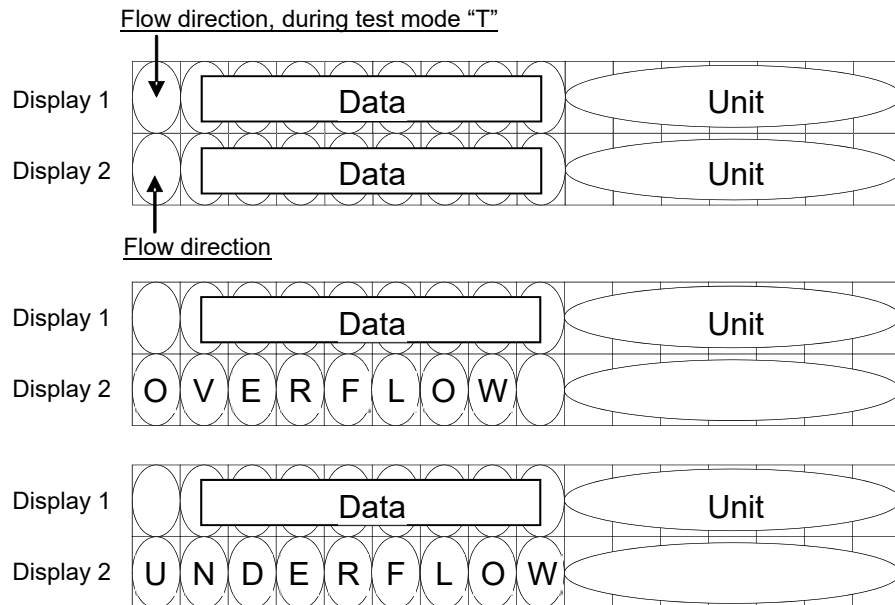 Flow direction, during test mode “T”
Display 1 Data Unit
Display 2 Data Unit
Flow direction
Display 1 Data Unit
Display 2 OVERFLOW
Display 1 Data Unit
Display 2 UNDERFLOW